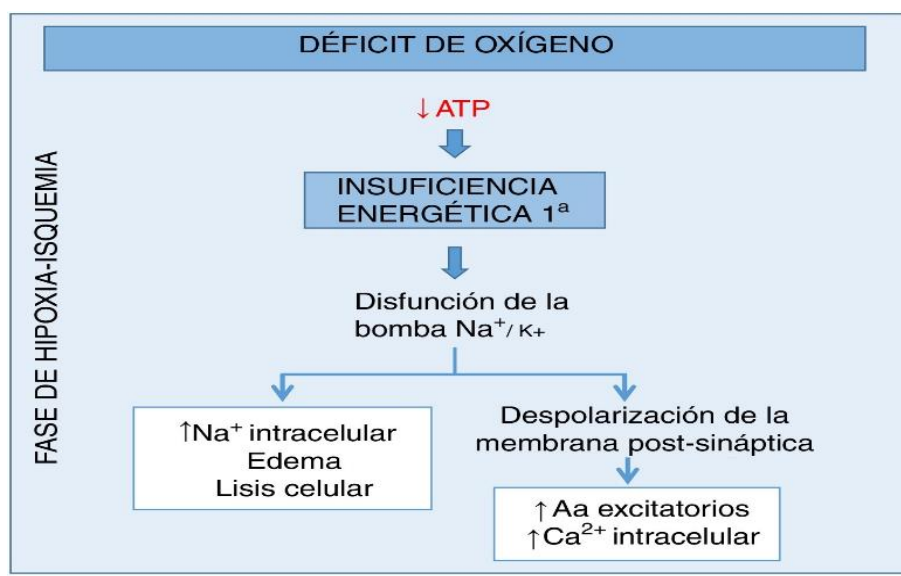 DÉFICIT DE OXÍGENO
FASE DE HIPOXIA-ISQUEMIA
↓ ATP
INSUFICIENCIA
ENERGÉTICA 1ª
Disfunción de la
bomba Na⁺/ K+
↑Na⁺ intracelular
Edema
Lisis celular
Despolarización de la
membrana post-sináptica
↑ Aa excitatorios
↑Ca²⁺ intracelular